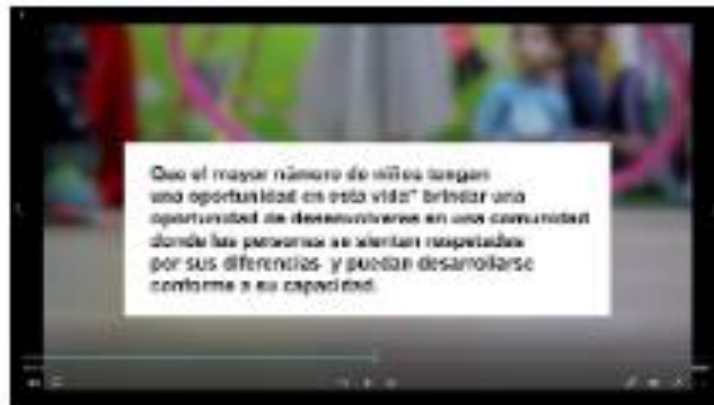 Que el mayor número de niños tengan
una oportunidad en esta vida" brindar una
oportunidad de desenvolverse en una comunidad
donde las personas se sientan respetadas
por sus diferencias y puedan desarrollarse
conforme a su capacidad.